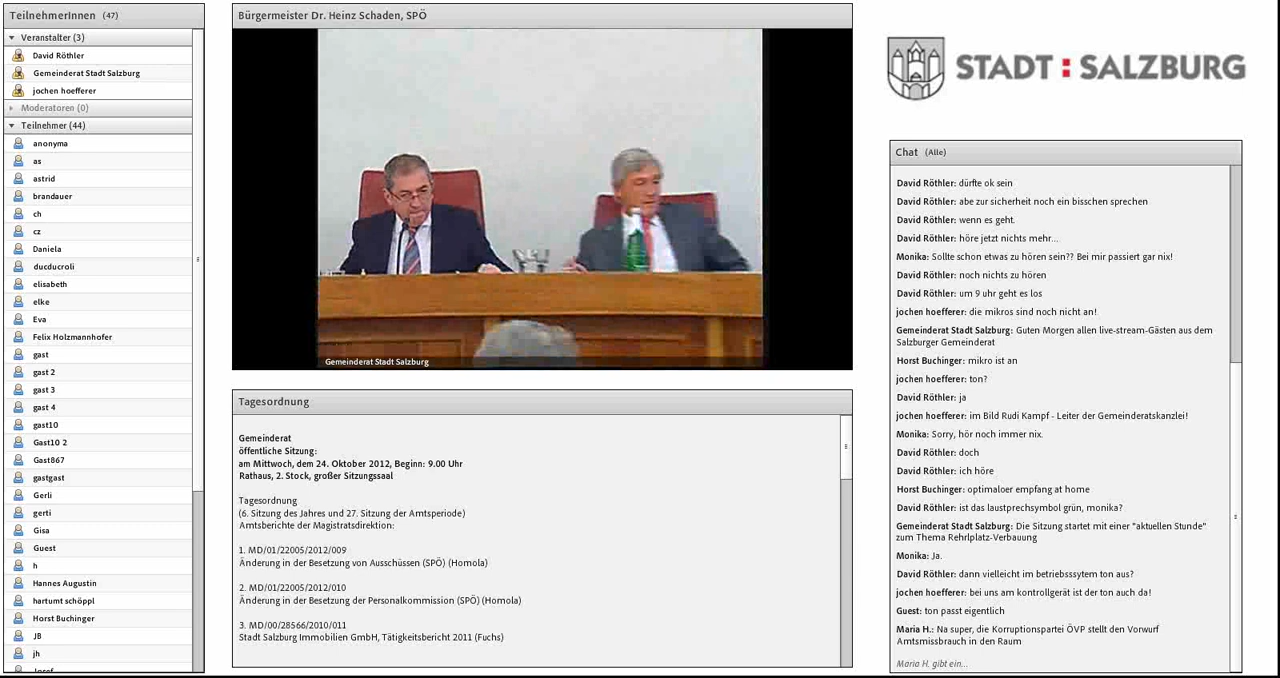 TeilnehmerInnen (47)
Veranstalter (3)
David Röthler
Gemeinderat Stadt Salzburg
jochen hoefferer
Moderatoren (0)
Teilnehmer (44)
anonyma
as
astrid
brandauer
ch
cz
Daniela
ducducroli
elisabeth
elke
Eva
Felix Holzmannhofer
gast
gast 2
gast 3
gast 4
gast10
Gast10 2
Gast867
gastgast
Gerli
gerti
Gisa
Guest
h
Hannes Augustin
hartumt schöppl
Horst Buchinger
JB
jh
Bürgermeister Dr. Heinz Schaden, SPÖ
Gemeinderat Stadt Salzburg
Tagesordnung
Gemeinderat
öffentliche Sitzung:
am Mittwoch, dem 24. Oktober 2012, Beginn: 9.00 Uhr
Rathaus, 2. Stock, großer Sitzungssaal
Tagesordnung
(6. Sitzung des Jahres und 27. Sitzung der Amtsperiode)
Amtsberichte der Magistratsdirektion:
1. MD/01/22005/2012/009
Änderung in der Besetzung von Ausschüssen (SPÖ) (Homola)
2. MD/01/22005/2012/010
Änderung in der Besetzung der Personalkommission (SPÖ) (Homola)
3. MD/00/28566/2010/011
Stadt Salzburg Immobilien GmbH, Tätigkeitsbericht 2011 (Fuchs)
STADT : SALZBURG
Chat (Alle)
David Röthler: dürfte ok sein
David Röthler: abe zur sicherheit noch ein bisschen sprechen
David Röthler: wenn es geht.
David Röthler: höre jetzt nichts mehr...
Monika: Sollte schon etwas zu hören sein?? Bei mir passiert gar nix!
David Röthler: noch nichts zu hören
David Röthler: um 9 uhr geht es los
jochen hoefferer: die mikros sind noch nicht an!
Gemeinderat Stadt Salzburg: Guten Morgen allen live-stream-Gästen aus dem
Salzburger Gemeinderat
Horst Buchinger: mikro ist an
jochen hoefferer: ton?
David Röthler: ja
jochen hoefferer: im Bild Rudi Kampf - Leiter der Gemeinderatskanzlei!
Monika: Sorry, hör noch immer nix.
David Röthler: doch
David Röthler: ich höre
Horst Buchinger: optimaloer empfang at home
David Röthler: ist das laustprechsymbol grün, monika?
Gemeinderat Stadt Salzburg: Die Sitzung startet mit einer "aktuellen Stunde"
zum Thema Rehrlplatz-Verbauung
Monika: Ja.
David Röthler: dann vielleicht im betriebsssytem ton aus?
jochen hoefferer: bei uns am kontrollgerät ist der ton auch da!
Guest: ton passt eigentlich
Maria H.: Na super, die Korruptionspartei ÖVP stellt den Vorwurf
Amtsmissbrauch in den Raum
Maria H. gibt ein...